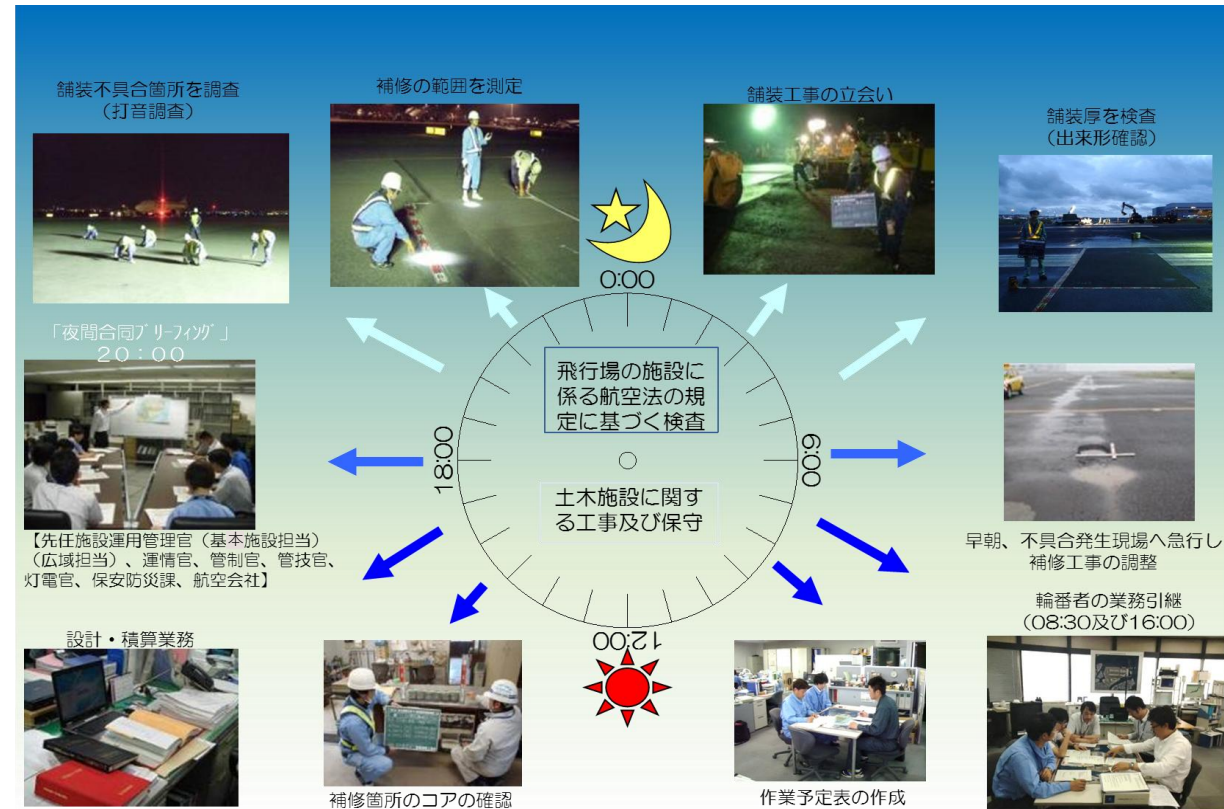 舗装不具合箇所を調査
（打音調査）
補修の範囲を測定
舗装工事の立会い
舗装厚を検査
（出来形確認）
0:00
「夜間合同ﾌﾞﾘｰﾌｨﾝｸﾞ」
２０：００
飛行場の施設に
係る航空法の規
定に基づく検査
18:00
6:00
土木施設に関す
る工事及び保守
【先任施設運用管理官（基本施設担当）
（広域担当）、運情官、管制官、管技官、
灯電官、保安防災課、航空会社】
早朝、不具合発生現場へ急行し
補修工事の調整
12:00
輪番者の業務引継
（08:30及び16:00）
設計・積算業務
補修箇所のコアの確認
作業予定表の作成